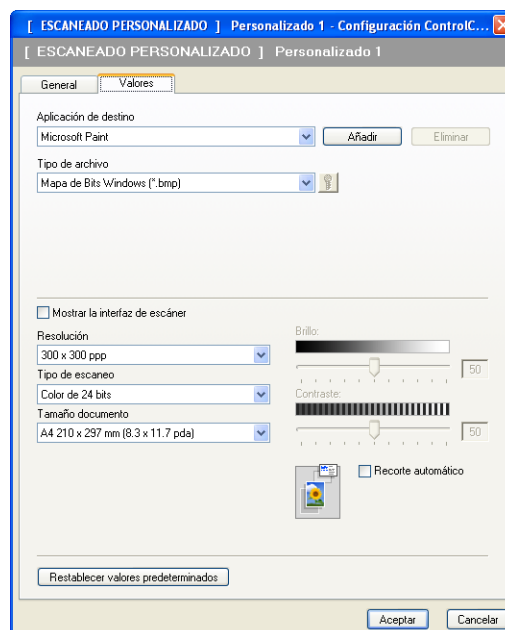 [ ESCANEADO PERSONALIZADO ] Personalizado 1 - Configuración ControlC...
[ ESCANEADO PERSONALIZADO ] Personalizado 1
General Valores
Aplicación de destino
Microsoft Paint Añadir Eliminar
Tipo de archivo
Mapa de Bits Windows (*.bmp)
Mostrar la interfaz de escáner
Resolución
300 x 300 ppp
Tipo de escaneo
Color de 24 bits
Tamaño documento
A4 210 x 297 mm (8.3 x 11.7 pda)
Brillo:
50
Contraste:
50
Recorte automático
Restablecer valores predeterminados
Aceptar Cancelar